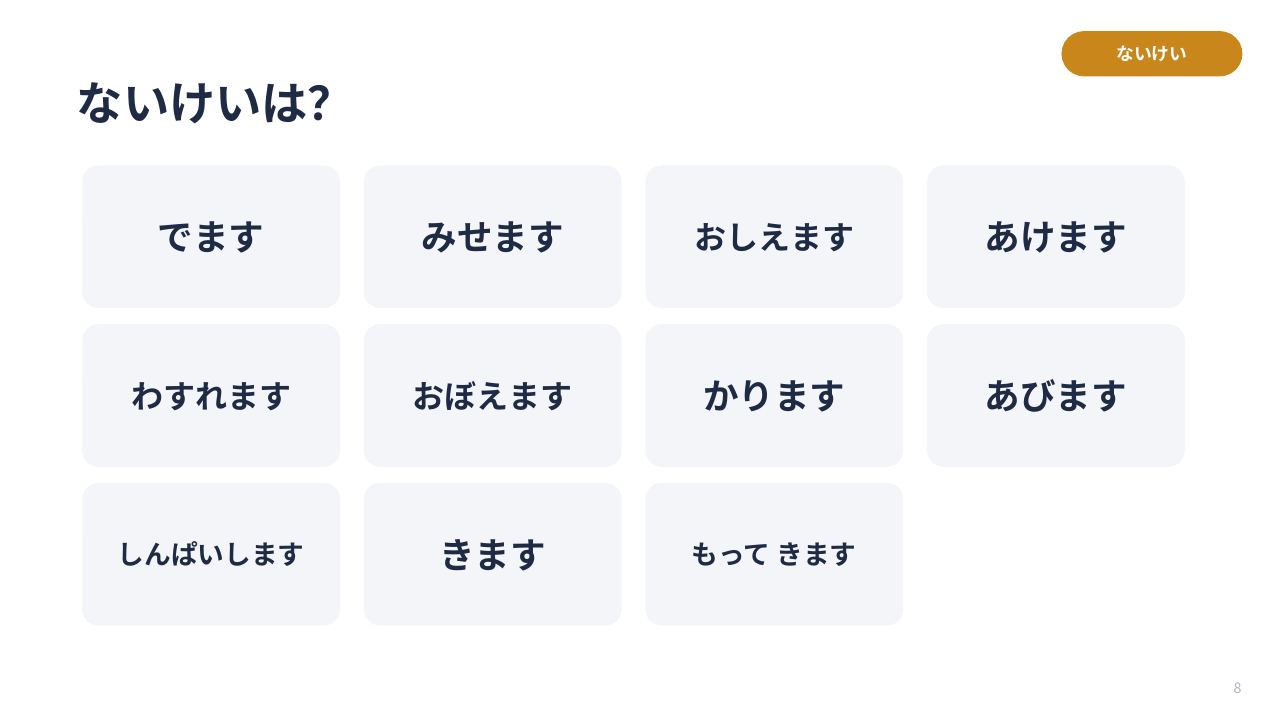 ないけい
ないけいは?
でます
みせます
おしえます
あけます
わすれます
おぼえます
かります
あびます
しんぱいします
きます
もって きます
8